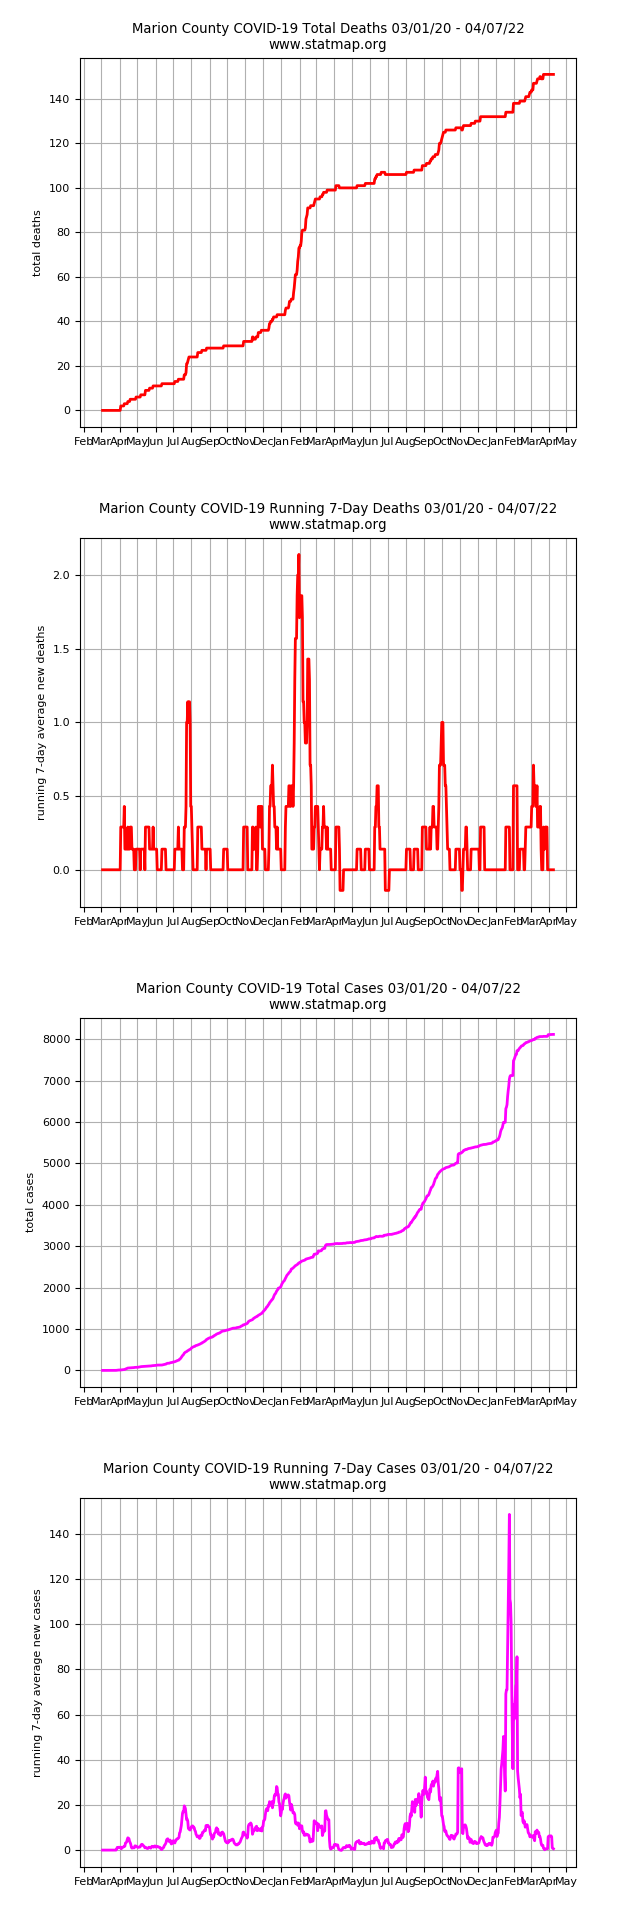 Marion County COVID-19 Total Deaths 03/01/20 - 04/07/22
www.statmap.org
140
120
100
80
60
40
20
0
total deaths
Feb Mar Apr May Jun Jul Aug Sep Oct Nov Dec Jan Feb Mar Apr May Jun Jul Aug Sep Oct Nov Dec Jan Feb Mar Apr May
Marion County COVID-19 Running 7-Day Deaths 03/01/20 - 04/07/22
www.statmap.org
2.0
1.5
1.0
0.5
0.0
running 7-day average new deaths
Feb Mar Apr May Jun Jul Aug Sep Oct Nov Dec Jan Feb Mar Apr May Jun Jul Aug Sep Oct Nov Dec Jan Feb Mar Apr May
Marion County COVID-19 Total Cases 03/01/20 - 04/07/22
www.statmap.org
8000
7000
6000
5000
4000
3000
2000
1000
0
total cases
Feb Mar Apr May Jun Jul Aug Sep Oct Nov Dec Jan Feb Mar Apr May Jun Jul Aug Sep Oct Nov Dec Jan Feb Mar Apr May
Marion County COVID-19 Running 7-Day Cases 03/01/20 - 04/07/22
www.statmap.org
140
120
100
80
60
40
20
0
running 7-day average new cases
Feb Mar Apr May Jun Jul Aug Sep Oct Nov Dec Jan Feb Mar Apr May Jun Jul Aug Sep Oct Nov Dec Jan Feb Mar Apr May